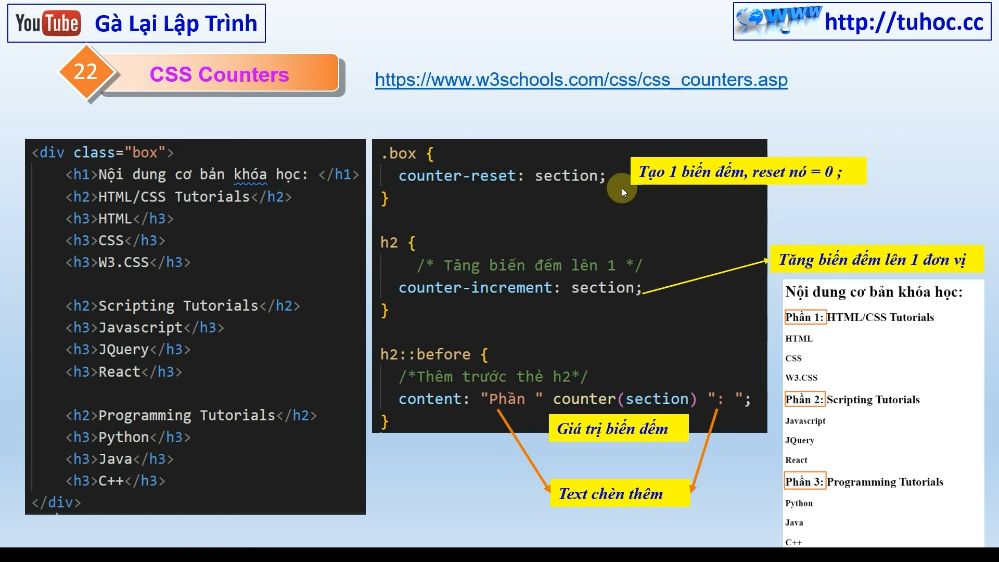 YouTube Gà Lại Lập Trình
http://tuhoc.cc
22 CSS Counters
https://www.w3schools.com/css/css_counters.asp
<div class="box">
<h1>Nội dung cơ bản khóa học: </h1>
<h2>HTML/CSS Tutorials</h2>
<h3>HTML</h3>
<h3>CSS</h3>
<h3>W3.CSS</h3>
<h2>Scripting Tutorials</h2>
<h3>Javascript</h3>
<h3>JQuery</h3>
<h3>React</h3>
<h2>Programming Tutorials</h2>
<h3>Python</h3>
<h3>Java</h3>
<h3>C++</h3>
</div>
.box {
counter-reset: section;
}
h2 {
/* Tăng biến đếm lên 1 */
counter-increment: section;
}
h2::before {
/*Thêm trước thẻ h2*/
content: "Phần " counter(section) ": ";
}
Tạo 1 biến đếm, reset nó = 0 ;
Tăng biến đếm lên 1 đơn vị
Giá trị biến đếm
Text chèn thêm
Nội dung cơ bản khóa học:
Phần 1: HTML/CSS Tutorials
HTML
CSS
W3.CSS
Phần 2: Scripting Tutorials
Javascript
JQuery
React
Phần 3: Programming Tutorials
Python
Java
C++